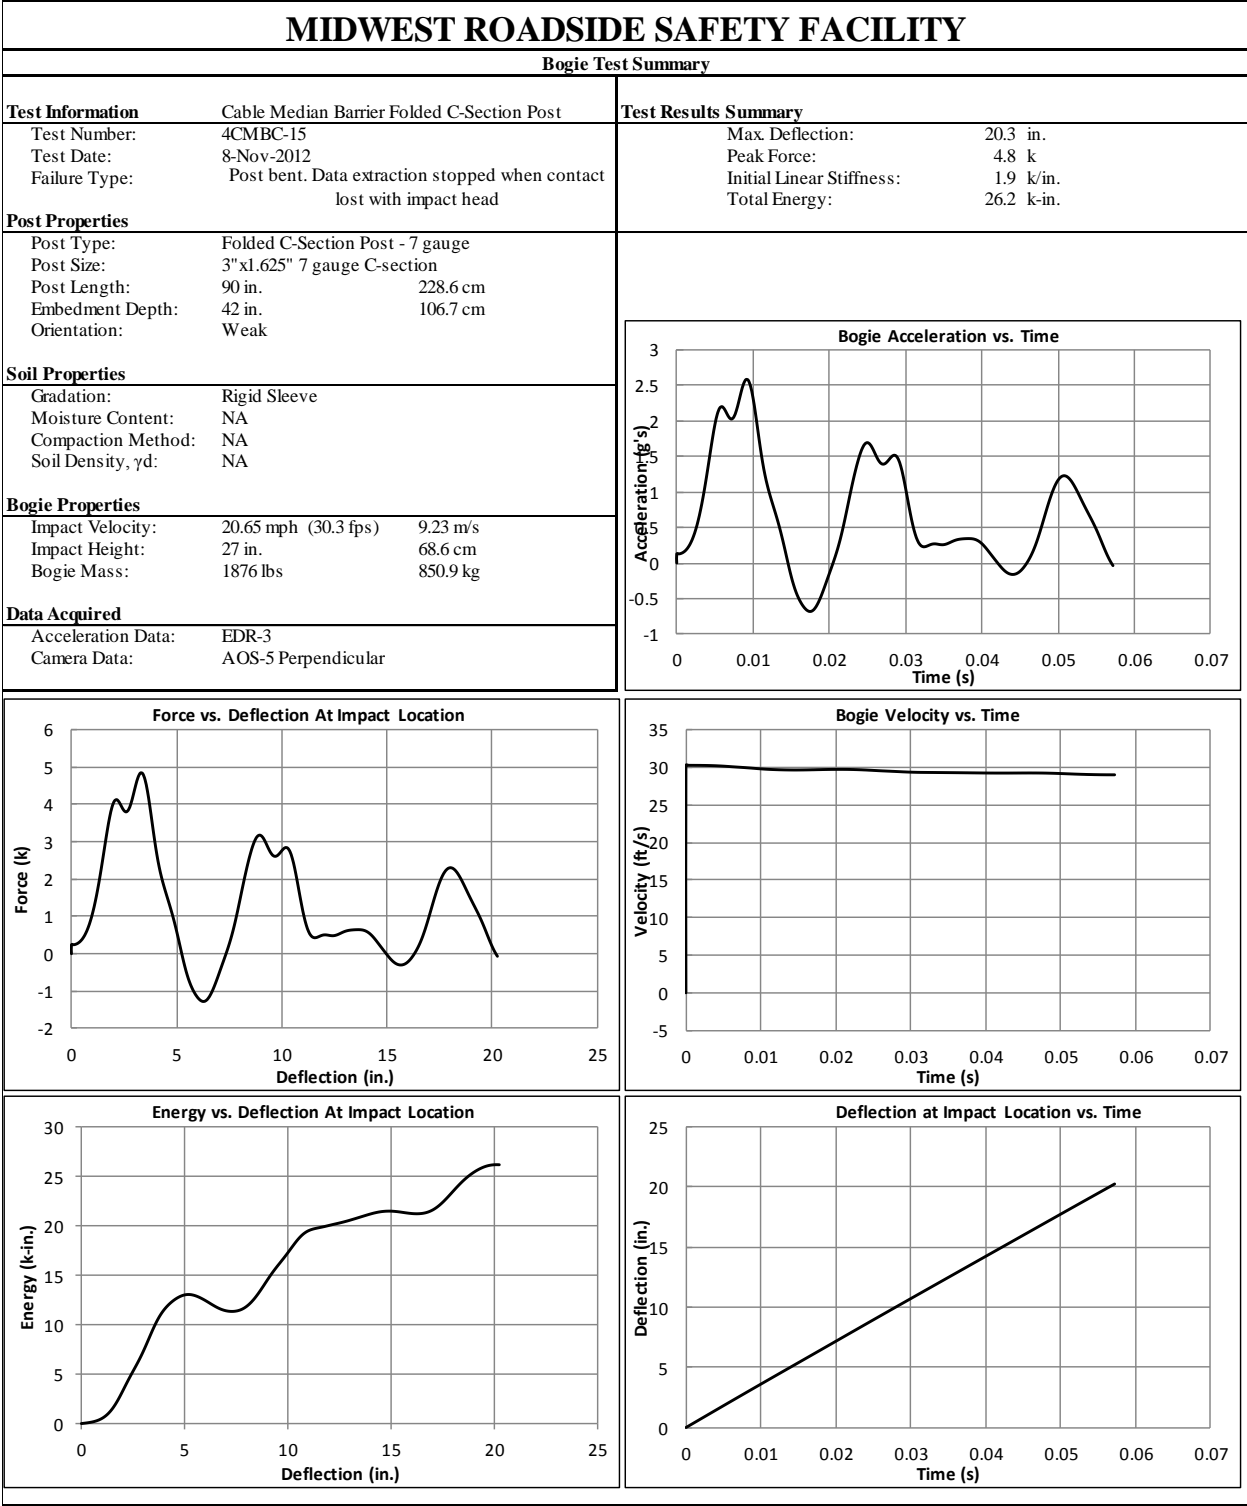 MIDWEST ROADSIDE SAFETY FACILITY
Bogie Test Summary
Test Information Cable Median Barrier Folded C-Section Post
Test Number: 4CMBC-15
Test Date: 8-Nov-2012
Failure Type: Post bent. Data extraction stopped when contact
lost with impact head
Post Properties
Post Type: Folded C-Section Post - 7 gauge
Post Size: 3"x1.625" 7 gauge C-section
Post Length: 90 in. 228.6 cm
Embedment Depth: 42 in. 106.7 cm
Orientation: Weak
Soil Properties
Gradation: Rigid Sleeve
Moisture Content: NA
Compaction Method: NA
Soil Density, γd: NA
Bogie Properties
Impact Velocity: 20.65 mph (30.3 fps) 9.23 m/s
Impact Height: 27 in. 68.6 cm
Bogie Mass: 1876 lbs 850.9 kg
Data Acquired
Acceleration Data: EDR-3
Camera Data: AOS-5 Perpendicular
Test Results Summary
Max. Deflection: 20.3 in.
Peak Force: 4.8 k
Initial Linear Stiffness: 1.9 k/in.
Total Energy: 26.2 k-in.
Bogie Acceleration vs. Time
Acceleration (g's)
3
2.5
2
1.5
1
0.5
0
-0.5
-1
0 0.01 0.02 0.03 0.04 0.05 0.06 0.07
Time (s)
Force vs. Deflection At Impact Location
Force (k)
6
5
4
3
2
1
0
-1
-2
0 5 10 15 20 25
Deflection (in.)
Bogie Velocity vs. Time
Velocity (ft/s)
35
30
25
20
15
10
5
0
-5
0 0.01 0.02 0.03 0.04 0.05 0.06 0.07
Time (s)
Energy vs. Deflection At Impact Location
Energy (k-in.)
30
25
20
15
10
5
0
0 5 10 15 20 25
Deflection (in.)
Deflection at Impact Location vs. Time
Deflection (in.)
25
20
15
10
5
0
0 0.01 0.02 0.03 0.04 0.05 0.06 0.07
Time (s)